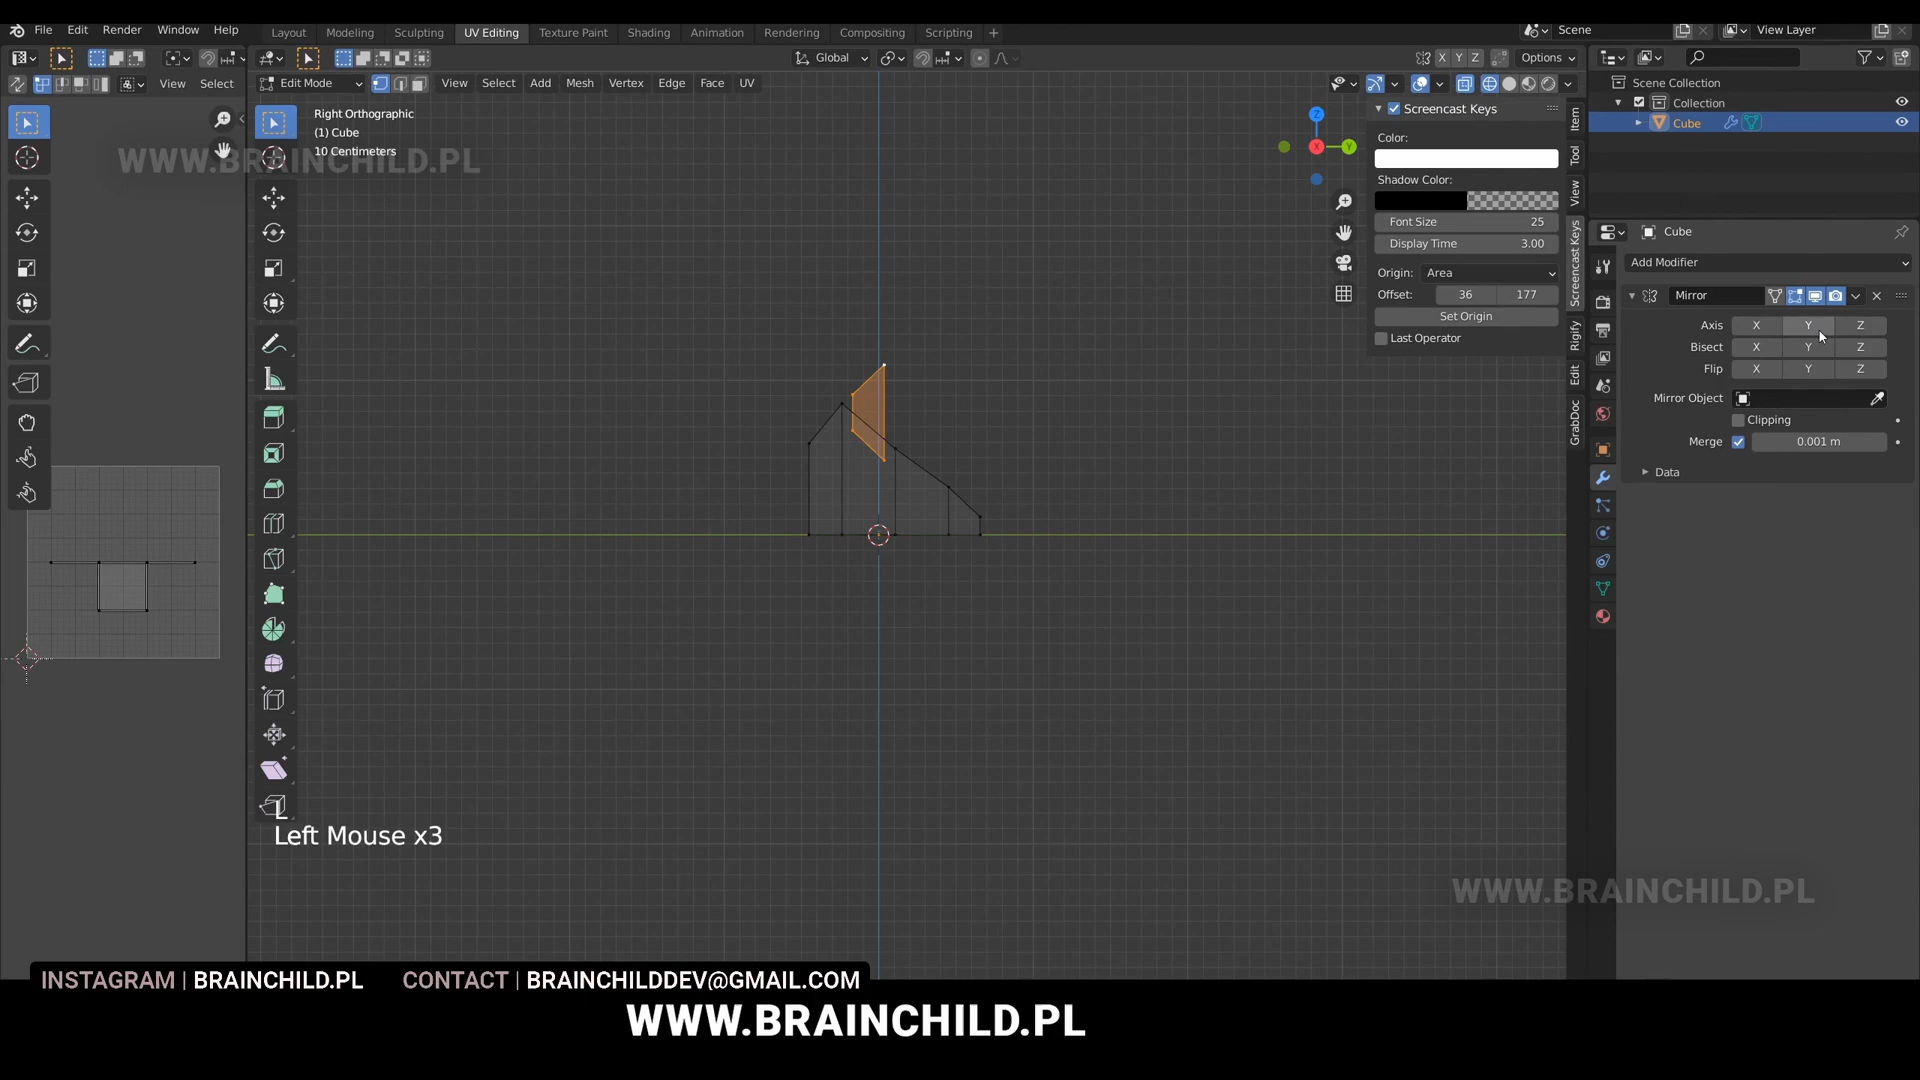 File Edit Render Window Help
Layout Modeling Sculpting UV Editing Texture Paint Shading Animation Rendering Compositing Scripting +
Scene View Layer
Global X Y Z Options
View Select
Edit Mode View Select Add Mesh Vertex Edge Face UV
Right Orthographic
(1) Cube
10 Centimeters
WWW.BRAINCHILD.PL
Z
Y
X
Screencast Keys
Color:
Shadow Color:
Font Size 25
Display Time 3.00
Origin: Area
Offset: 36 177
Set Origin
Last Operator
Item
Tool
View
Screencast Keys
Rigify
Edit
GrabDoc
Scene Collection
Collection
Cube
Cube
Add Modifier
Mirror
Axis X Y Z
Bisect X Y Z
Flip X Y Z
Mirror Object
Clipping
Merge 0.001 m
Data
L
Left Mouse x3
WWW.BRAINCHILD.PL
INSTAGRAM | BRAINCHILD.PL CONTACT | BRAINCHILDDEV@GMAIL.COM
WWW.BRAINCHILD.PL